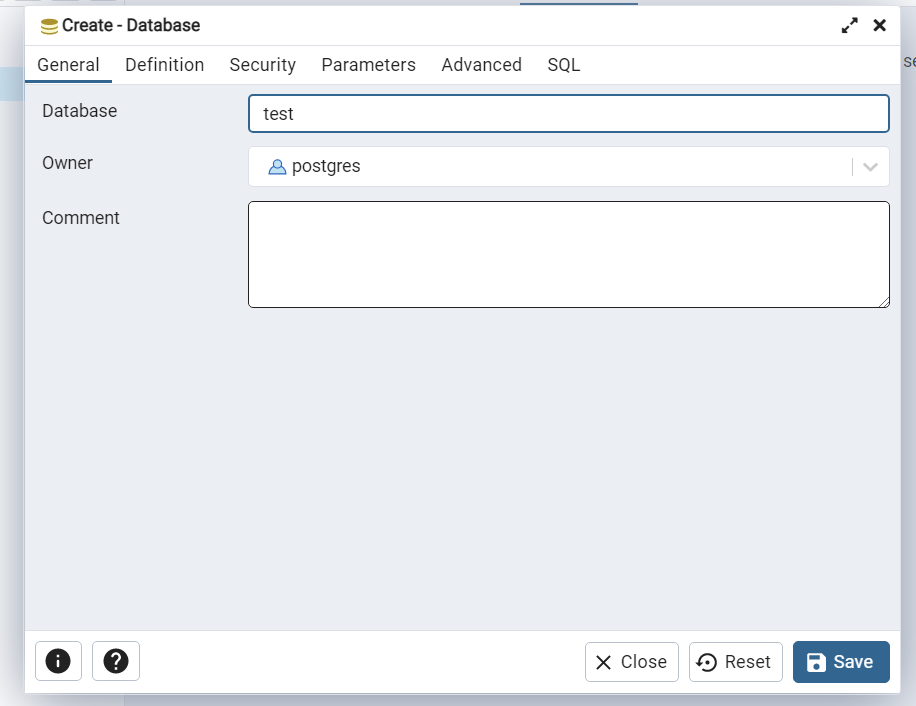 Create - Database
General Definition Security Parameters Advanced SQL
Database test
Owner postgres
Comment
Close Reset Save